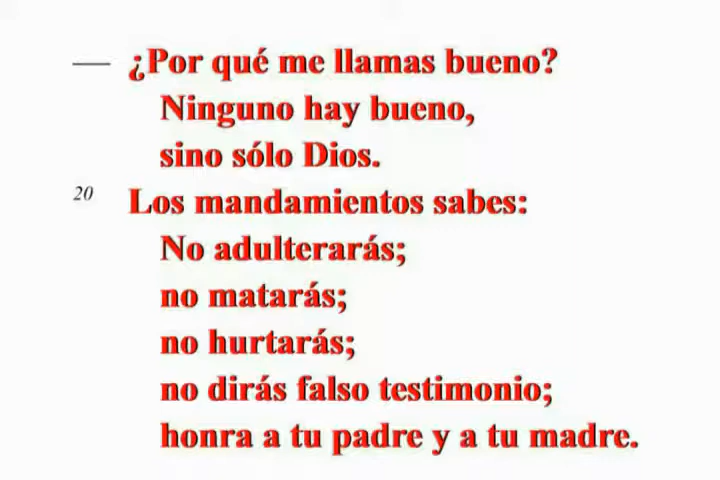 — ¿Por qué me llamas bueno?
Ninguno hay bueno,
sino sólo Dios.
20 Los mandamientos sabes:
No adulterarás;
no matarás;
no hurtarás;
no dirás falso testimonio;
honra a tu padre y a tu madre.